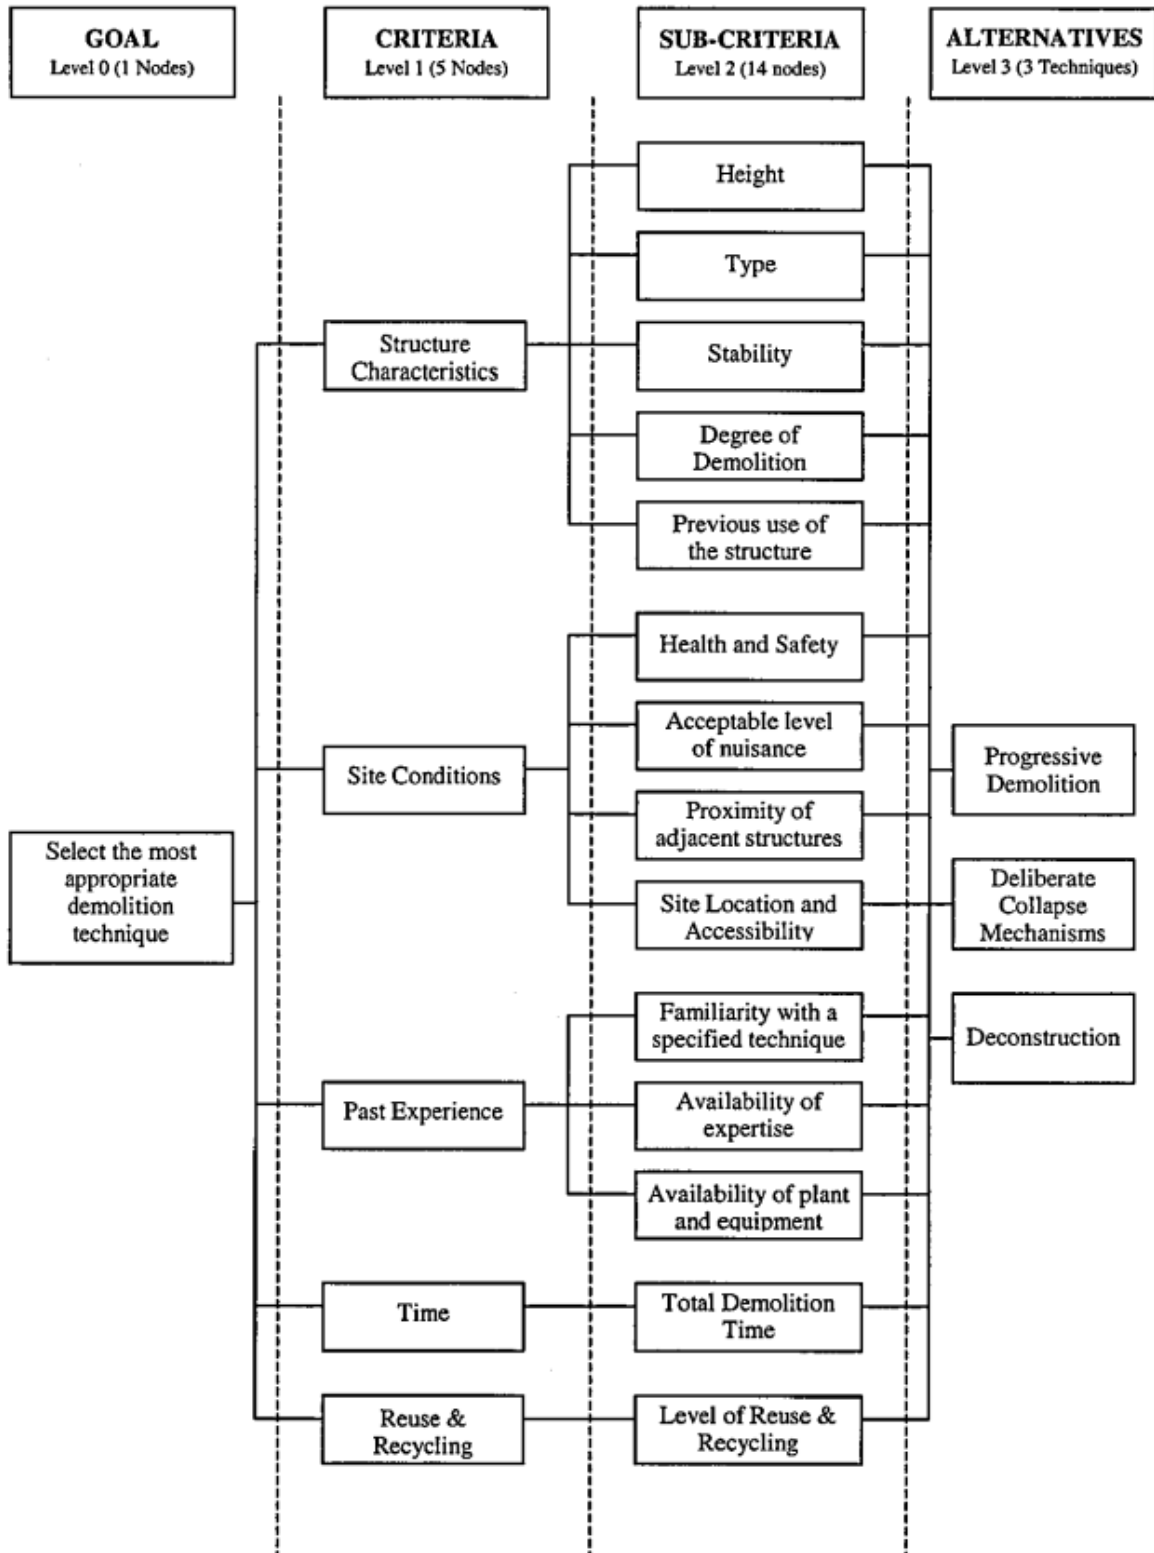 GOAL
Level 0 (1 Nodes)
CRITERIA
Level 1 (5 Nodes)
SUB-CRITERIA
Level 2 (14 nodes)
ALTERNATIVES
Level 3 (3 Techniques)
Height
Type
Structure
Characteristics
Stability
Degree of
Demolition
Previous use of
the structure
Health and Safety
Acceptable level
of nuisance
Site Conditions
Proximity of
adjacent structures
Site Location and
Accessibility
Progressive
Demolition
Select the most
appropriate
demolition
technique
Deliberate
Collapse
Mechanisms
Deconstruction
Familiarity with a
specified technique
Past Experience
Availability of
expertise
Availability of plant
and equipment
Time
Total Demolition
Time
Reuse &
Recycling
Level of Reuse &
Recycling